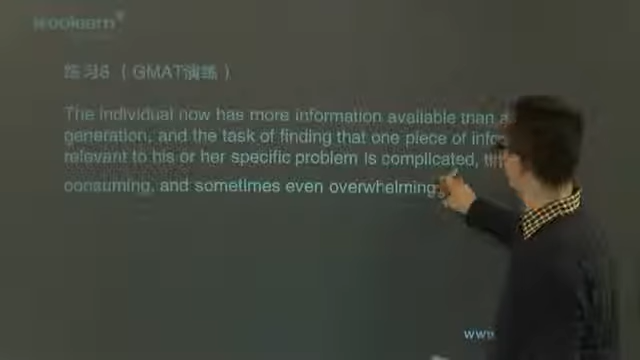 koolearn
练习6 （GMAT演练）
The individual now has more information available than
generation, and the task of finding that one piece of
relevant to his or her specific problem is complicated,
consuming, and sometimes even overwhelming.
www